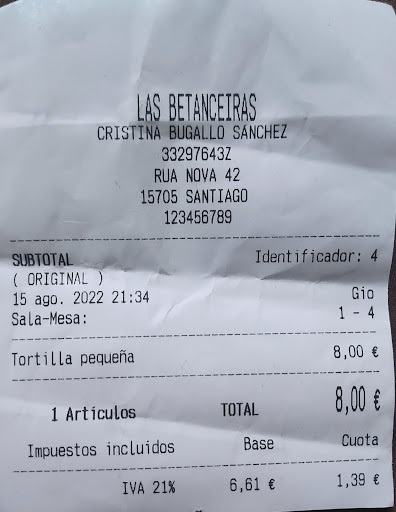 LAS BETANCEIRAS
CRISTINA BUGALLO SANCHEZ
33297643Z
RUA NOVA 42
15705 SANTIAGO
123456789
SUBTOTAL Identificador: 4
( ORIGINAL )
15 ago. 2022 21:34 Gio
Sala-Mesa: 1 - 4
Tortilla pequeña 8,00 €
1 Artículos TOTAL 8,00 €
Impuestos incluidos Base Cuota
IVA 21% 6,61 € 1,39 €